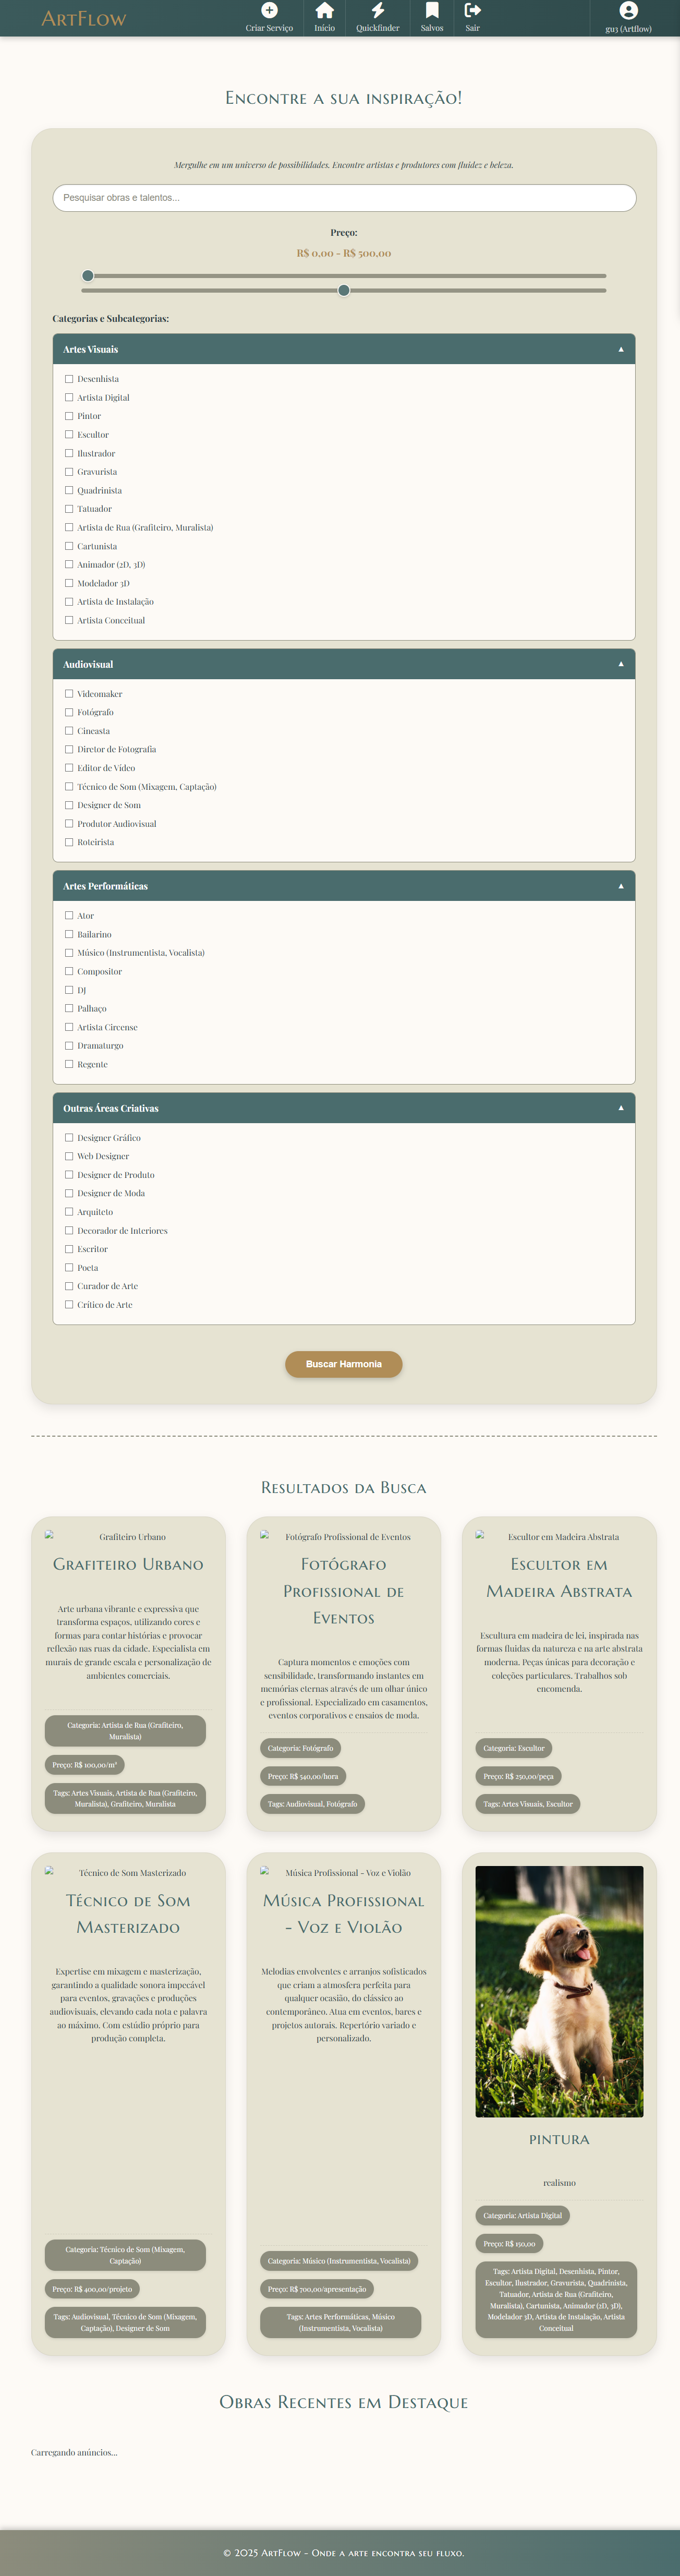 ArtFlow
Criar Serviço
Início
Quickfinder
Salvos
Sair
gu3 (Artflow)
Encontre a sua inspiração!
Mergulhe em um universo de possibilidades. Encontre artistas e produtores com fluidez e beleza.
Pesquisar obras e talentos...
Preço:
R$ 0,00 - R$ 500,00
Categorias e Subcategorias:
Artes Visuais ▲
Desenhista
Artista Digital
Pintor
Escultor
Ilustrador
Gravurista
Quadrinista
Tatuador
Artista de Rua (Grafiteiro, Muralista)
Cartunista
Animador (2D, 3D)
Modelador 3D
Artista de Instalação
Artista Conceitual
Audiovisual ▲
Videomaker
Fotógrafo
Cineasta
Diretor de Fotografia
Editor de Vídeo
Técnico de Som (Mixagem, Captação)
Designer de Som
Produtor Audiovisual
Roteirista
Artes Performáticas ▲
Ator
Bailarino
Músico (Instrumentista, Vocalista)
Compositor
DJ
Palhaço
Artista Circense
Dramaturgo
Regente
Outras Áreas Criativas ▲
Designer Gráfico
Web Designer
Designer de Produto
Designer de Moda
Arquiteto
Decorador de Interiores
Escritor
Poeta
Curador de Arte
Crítico de Arte
Buscar Harmonia
Resultados da Busca
Grafiteiro Urbano
Grafiteiro Urbano
Arte urbana vibrante e expressiva que
transforma espaços, utilizando cores e
formas para contar histórias e provocar
reflexão nas ruas da cidade. Especialista em
murais de grande escala e personalização de
ambientes comerciais.
Categoria: Artista de Rua (Grafiteiro,
Muralista)
Preço: R$ 100,00/m²
Tags: Artes Visuais, Artista de Rua (Grafiteiro,
Muralista), Grafiteiro, Muralista
Fotógrafo Profissional de Eventos
Fotógrafo
Profissional de
Eventos
Captura momentos e emoções com
sensibilidade, transformando instantes em
memórias eternas através de um olhar único
e profissional. Especializado em casamentos,
eventos corporativos e ensaios de moda.
Categoria: Fotógrafo
Preço: R$ 540,00/hora
Tags: Audiovisual, Fotógrafo
Escultor em Madeira Abstrata
Escultor em
Madeira Abstrata
Escultura em madeira de lei, inspirada nas
formas fluidas da natureza e na arte abstrata
moderna. Peças únicas para decoração e
coleções particulares. Trabalhos sob
encomenda.
Categoria: Escultor
Preço: R$ 250,00/peça
Tags: Artes Visuais, Escultor
Técnico de Som Masterizado
Técnico de Som
Masterizado
Expertise em mixagem e masterização,
garantindo a qualidade sonora impecável
para eventos, gravações e produções
audiovisuais, elevando cada nota e palavra
ao máximo. Com estúdio próprio para
produção completa.
Categoria: Técnico de Som (Mixagem,
Captação)
Preço: R$ 400,00/projeto
Tags: Audiovisual, Técnico de Som (Mixagem,
Captação), Designer de Som
Música Profissional - Voz e Violão
Música Profissional
- Voz e Violão
Melodias envolventes e arranjos sofisticados
que criam a atmosfera perfeita para
qualquer ocasião, do clássico ao
contemporâneo. Atua em eventos, bares e
projetos autorais. Repertório variado e
personalizado.
Categoria: Músico (Instrumentista, Vocalista)
Preço: R$ 700,00/apresentação
Tags: Artes Performáticas, Músico
(Instrumentista, Vocalista)
pintura
realismo
Categoria: Artista Digital
Preço: R$ 150,00
Tags: Artista Digital, Desenhista, Pintor,
Escultor, Ilustrador, Gravurista, Quadrinista,
Tatuador, Artista de Rua (Grafiteiro,
Muralista), Cartunista, Animador (2D, 3D),
Modelador 3D, Artista de Instalação, Artista
Conceitual
Obras Recentes em Destaque
Carregando anúncios...
© 2025 ArtFlow - Onde a arte encontra seu fluxo.